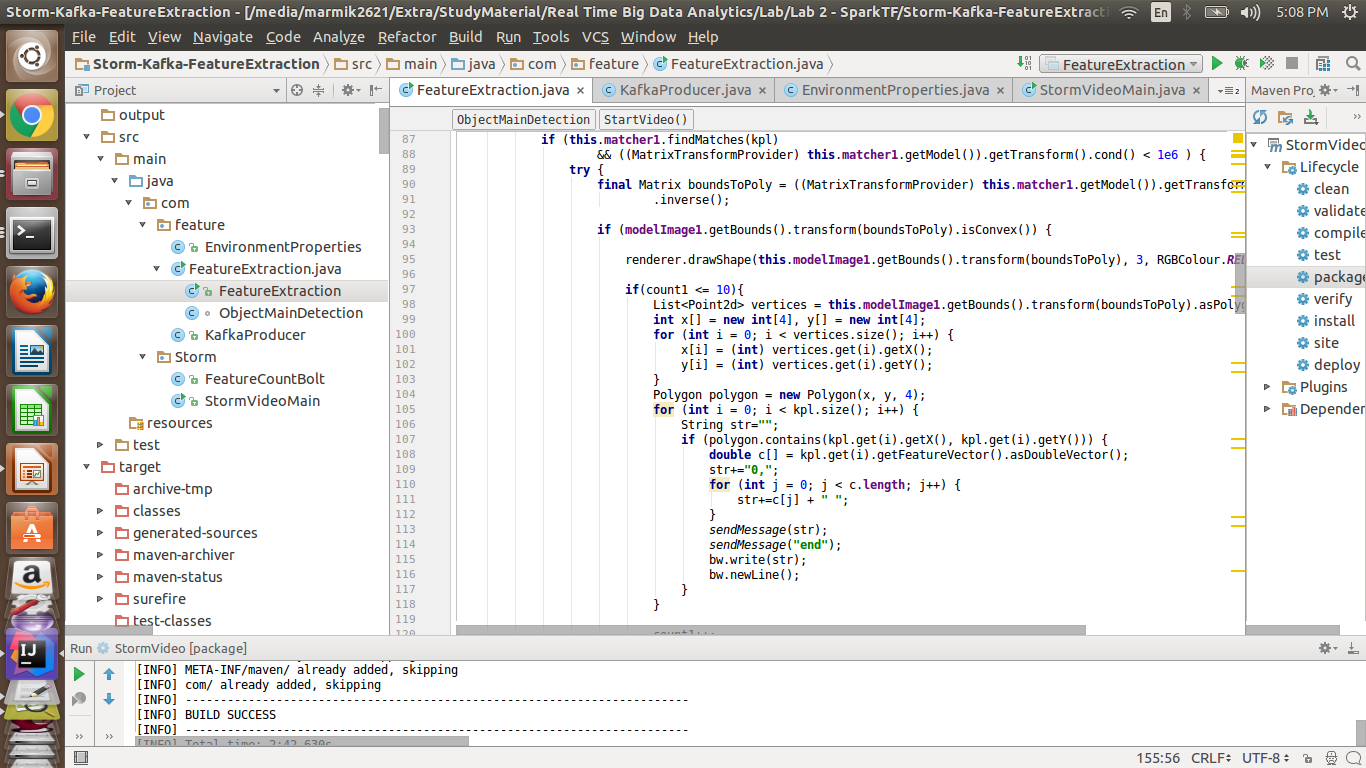 Storm-Kafka-FeatureExtraction - [/media/marmik2621/Extra/StudyMaterial/Real Time Big Data Analytics/Lab/Lab 2 - SparkTF/Storm-Kafka-FeatureExtracti
En
5:08 PM
File Edit View Navigate Code Analyze Refactor Build Run Tools VCS Window Help
Storm-Kafka-FeatureExtraction src main java com feature FeatureExtraction.java
FeatureExtraction
Project
FeatureExtraction.java KafkaProducer.java EnvironmentProperties.java StormVideoMain.java
Maven Proj
ObjectMainDetection StartVideo()
output
src
main
java
com
feature
EnvironmentProperties
FeatureExtraction.java
FeatureExtraction
ObjectMainDetection
KafkaProducer
Storm
FeatureCountBolt
StormVideoMain
resources
test
target
archive-tmp
classes
generated-sources
maven-archiver
maven-status
surefire
test-classes
87 if (this.matcher1.findMatches(kpl)
88 && ((MatrixTransformProvider) this.matcher1.getModel()).getTransform().cond() < 1e6 ) {
89 try {
90 final Matrix boundsToPoly = ((MatrixTransformProvider) this.matcher1.getModel()).getTransform
91 .inverse();
92
93 if (modelImage1.getBounds().transform(boundsToPoly).isConvex()) {
94
95 renderer.drawShape(this.modelImage1.getBounds().transform(boundsToPoly), 3, RGBColour.RED
96
97 if(count1 <= 10){
98 List<Point2d> vertices = this.modelImage1.getBounds().transform(boundsToPoly).asPolyg
99 int x[] = new int[4], y[] = new int[4];
100 for (int i = 0; i < vertices.size(); i++) {
101 x[i] = (int) vertices.get(i).getX();
102 y[i] = (int) vertices.get(i).getY();
103 }
104 Polygon polygon = new Polygon(x, y, 4);
105 for (int i = 0; i < kpl.size(); i++) {
106 String str="";
107 if (polygon.contains(kpl.get(i).getX(), kpl.get(i).getY())) {
108 double c[] = kpl.get(i).getFeatureVector().asDoubleVector();
109 str+="0,";
110 for (int j = 0; j < c.length; j++) {
111 str+=c[j] + " ";
112 }
113 sendMessage(str);
114 sendMessage("end");
115 bw.write(str);
116 bw.newLine();
117 }
118 }
119
120 count1++;
StormVideo
Lifecycle
clean
validate
compile
test
package
verify
install
site
deploy
Plugins
Dependen
Run StormVideo [package]
[INFO] META-INF/maven/ already added, skipping
[INFO] com/ already added, skipping
[INFO] ------------------------------------------------------------------------
[INFO] BUILD SUCCESS
[INFO] ------------------------------------------------------------------------
[INFO] Total time: 2:42.630s
155:56 CRLF UTF-8